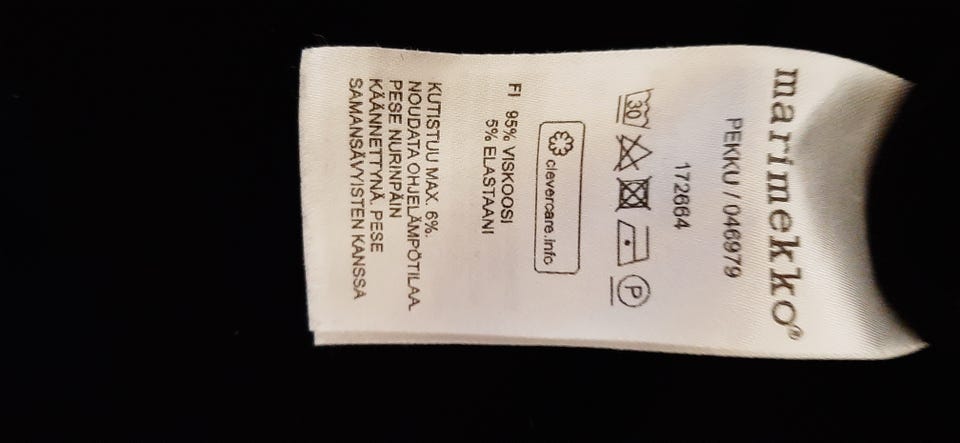 marimekko®
PEKKU / 046979
172664
30 P
clevercare.info
FI 95% VISKOOSI
5% ELASTAANI
KUTISTUU MAX. 6%.
NOUDATA OHJELÄMPÖTILAA.
PESE NURINPÄIN
KÄÄNNETTYNÄ. PESE
SAMANSÄVYISTEN KANSSA